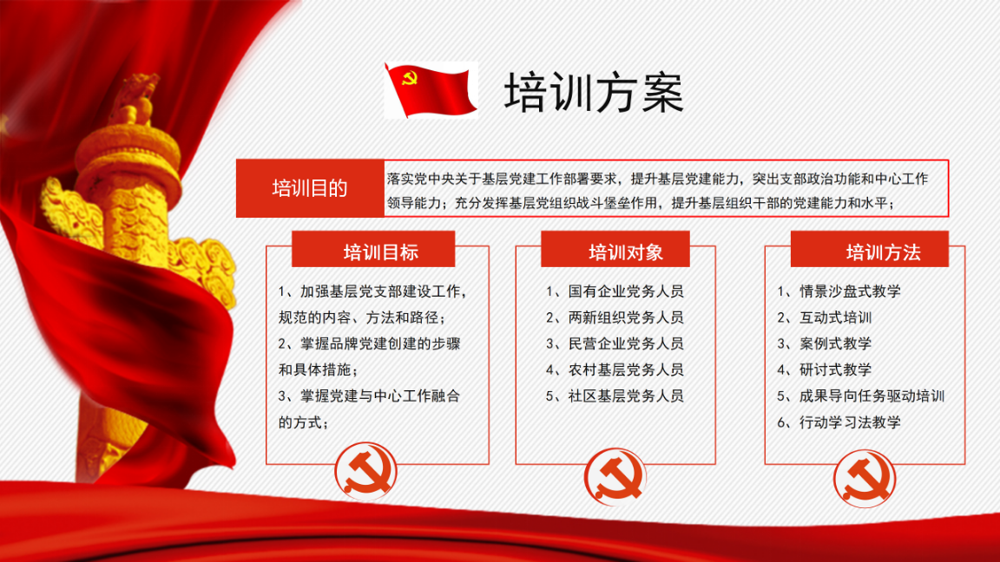 培训方案
培训目的
落实党中央关于基层党建工作部署要求，提升基层党建能力，突出支部政治功能和中心工作
领导能力；充分发挥基层党组织战斗堡垒作用，提升基层组织干部的党建能力和水平；
培训目标
1、加强基层党支部建设工作，
规范的内容、方法和路径；
2、掌握品牌党建创建的步骤
和具体措施；
3、掌握党建与中心工作融合
的方式；
培训对象
1、国有企业党务人员
2、两新组织党务人员
3、民营企业党务人员
4、农村基层党务人员
5、社区基层党务人员
培训方法
1、情景沙盘式教学
2、互动式培训
3、案例式教学
4、研讨式教学
5、成果导向任务驱动培训
6、行动学习法教学